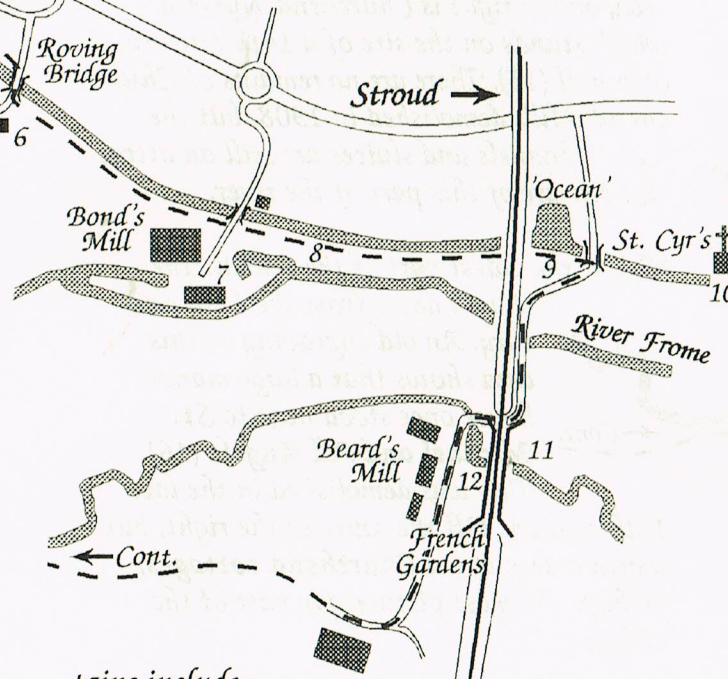 Roving
Bridge
6
Stroud
'Ocean'
Bond's
Mill
7
8
9
St. Cyr's
10
River Frome
Beard's
Mill
11
12
French
Gardens
Cont.
include